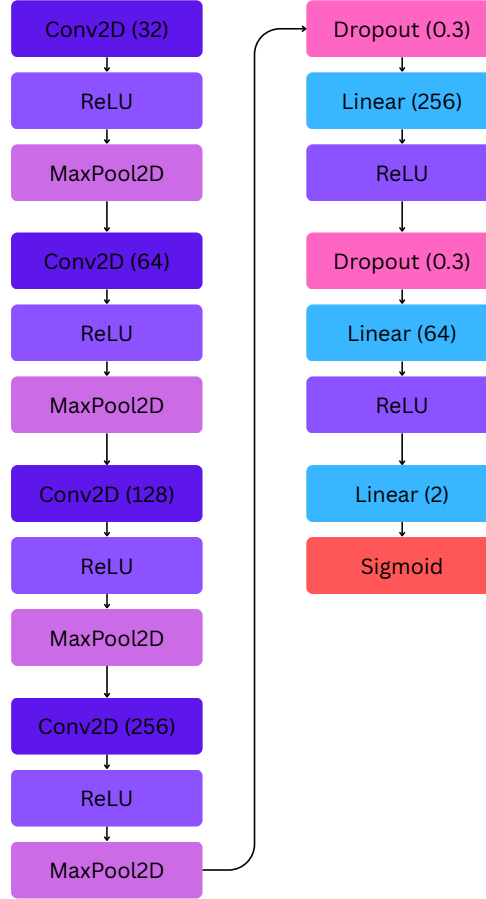 Conv2D (32)
ReLU
MaxPool2D
Conv2D (64)
ReLU
MaxPool2D
Conv2D (128)
ReLU
MaxPool2D
Conv2D (256)
ReLU
MaxPool2D
Dropout (0.3)
Linear (256)
ReLU
Dropout (0.3)
Linear (64)
ReLU
Linear (2)
Sigmoid